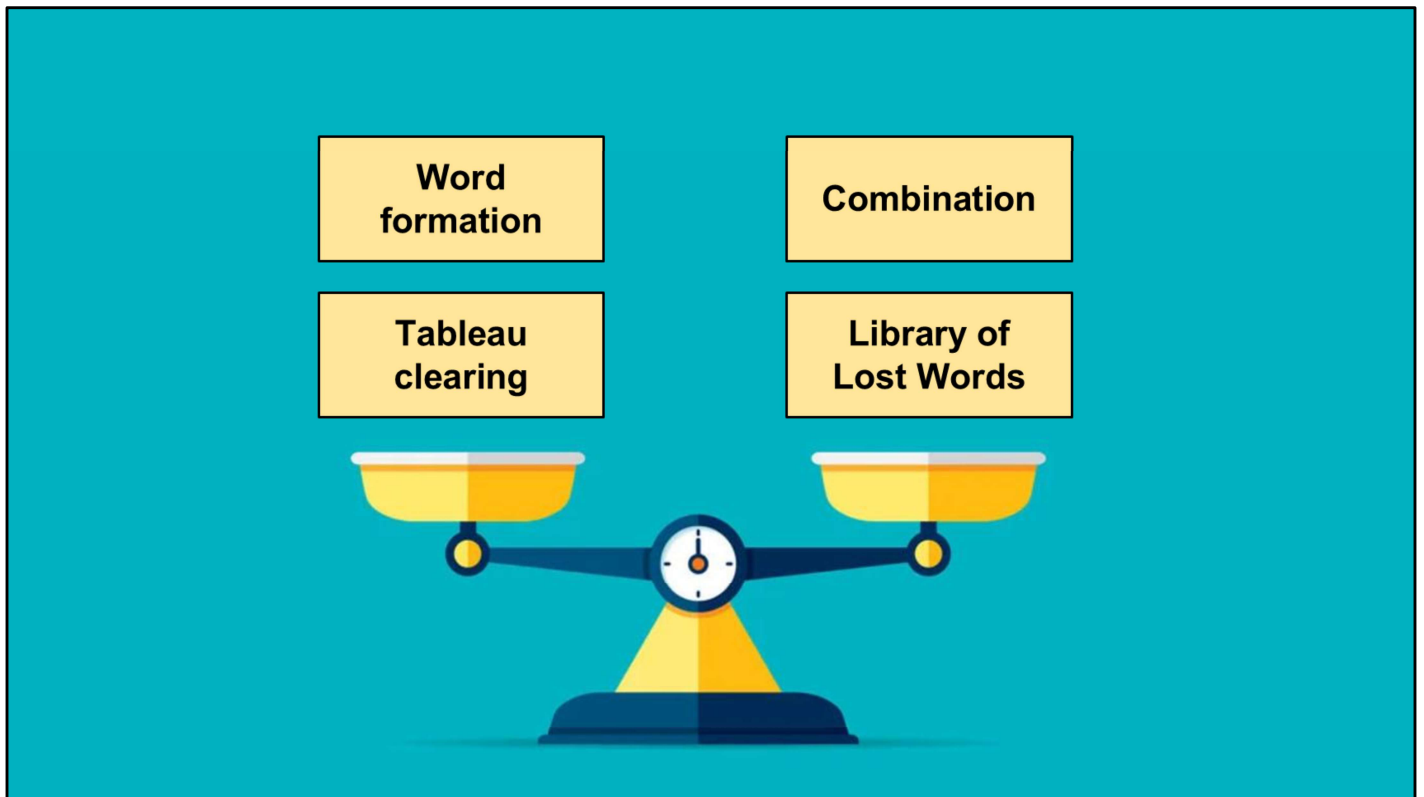 Word
formation
Combination
Tableau
clearing
Library of
Lost Words